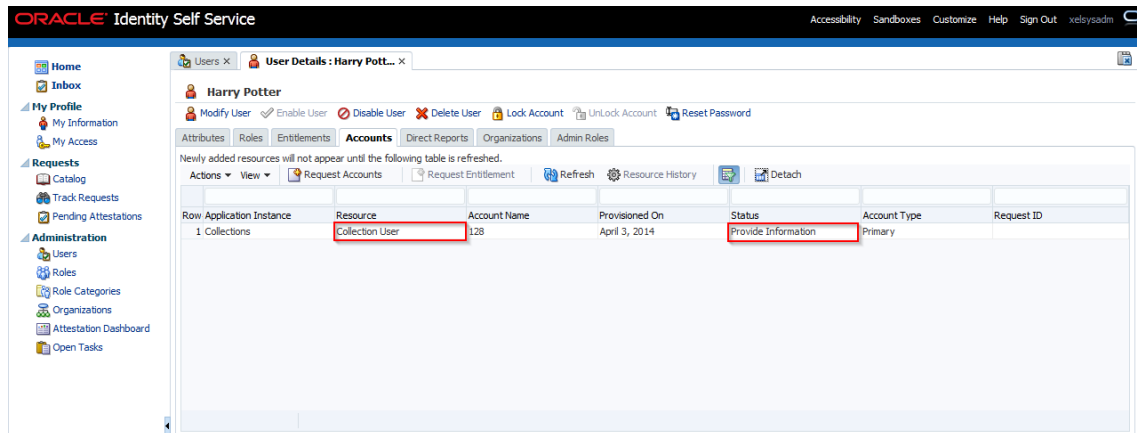 ORACLE Identity Self Service
Accessibility Sandboxes Customize Help Sign Out xelsysadm
Home
Inbox
My Profile
My Information
My Access
Requests
Catalog
Track Requests
Pending Attestations
Administration
Users
Roles
Role Categories
Organizations
Attestation Dashboard
Open Tasks
Users User Details : Harry Pott...
Harry Potter
Modify User Enable User Disable User Delete User Lock Account UnLock Account Reset Password
Attributes Roles Entitlements Accounts Direct Reports Organizations Admin Roles
Newly added resources will not appear until the following table is refreshed.
Actions View Request Accounts Request Entitlement Refresh Resource History Detach
Row Application Instance Resource Account Name Provisioned On Status Account Type Request ID
1 Collections Collection User 128 April 3, 2014 Provide Information Primary